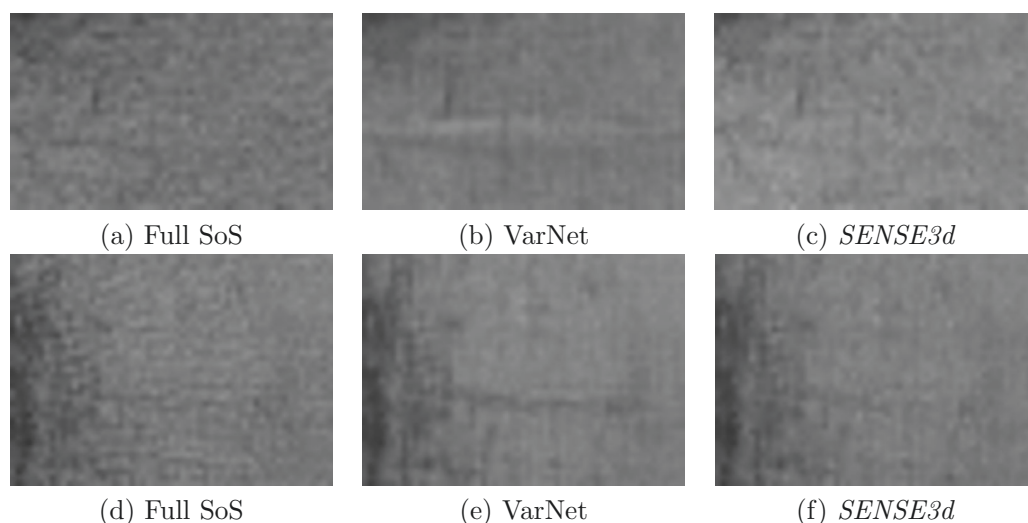 (a) Full SoS (b) VarNet (c) SENSE3d
(d) Full SoS (e) VarNet (f) SENSE3d